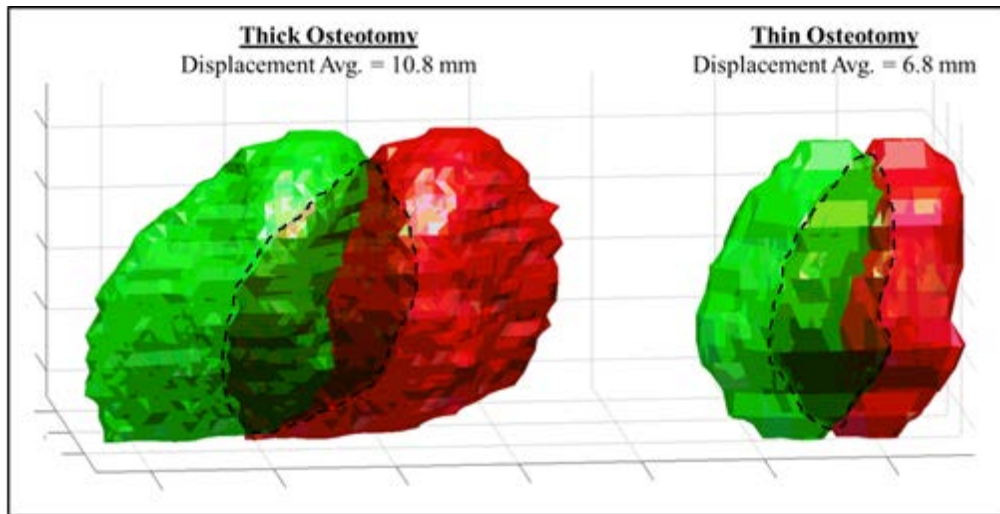 Thick Osteotomy
Displacement Avg. = 10.8 mm
Thin Osteotomy
Displacement Avg. = 6.8 mm